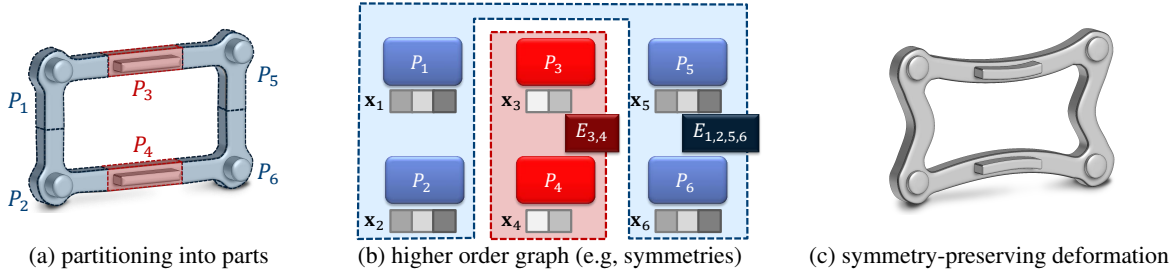 P1
P2
P3
P4
P5
P6
(a) partitioning into parts
P1 P3 P5
x1 x3 x5
E3,4 E1,2,5,6
P2 P4 P6
x2 x4 x6
(b) higher order graph (e.g, symmetries)
(c) symmetry-preserving deformation